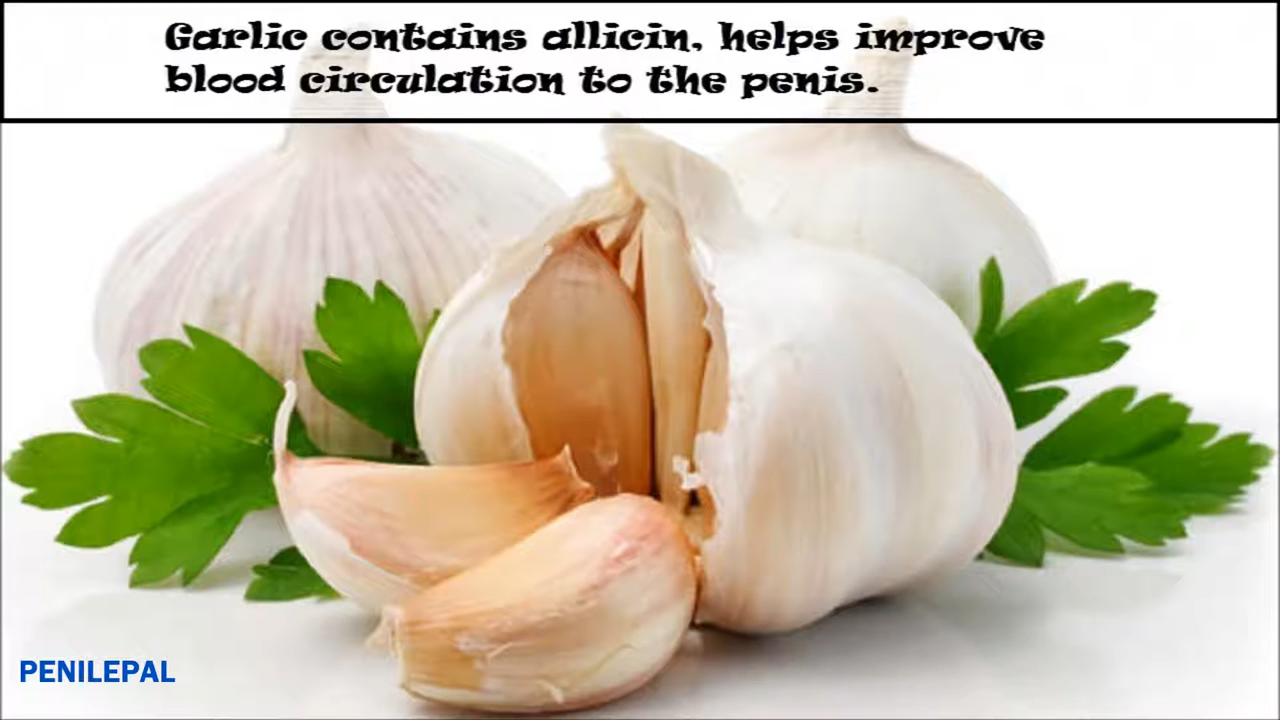 Garlic contains allicin, helps improve
blood circulation to the penis.
PENILEPAL